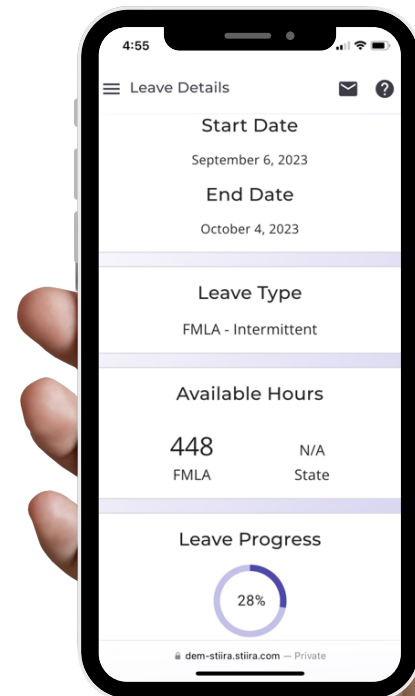 4:55
Leave Details
Start Date
September 6, 2023
End Date
October 4, 2023
Leave Type
FMLA - Intermittent
Available Hours
448 N/A
FMLA State
Leave Progress
28%
dem-stiira.stiira.com — Private